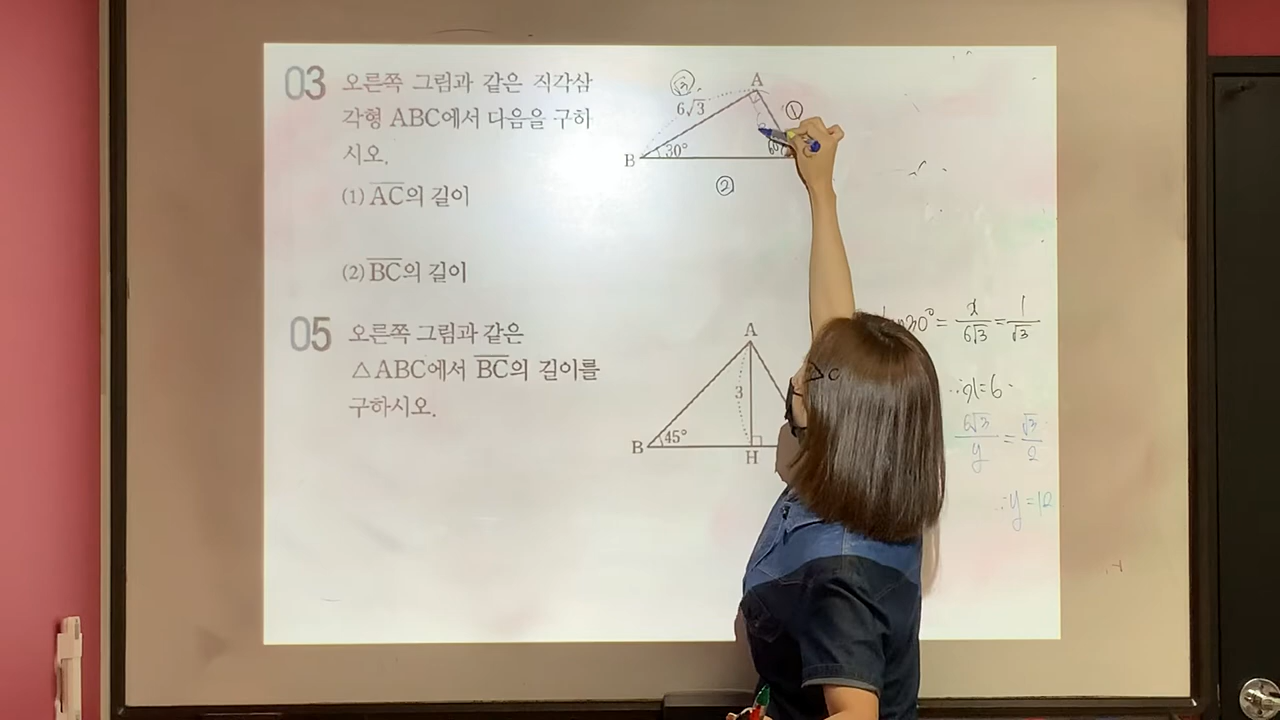 03 오른쪽 그림과 같은 직각삼
각형 ABC에서 다음을 구하
시오.
(1) AC의 길이
(2) BC의 길이
③
A
6√3
①
B
30°
60°
②
05 오른쪽 그림과 같은
△ABC에서 BC의 길이를
구하시오.
A
3
B
45°
H
30° = x/6√3 = 1/√3
∴ x=6
6√3/y = √3/2
∴ y=12